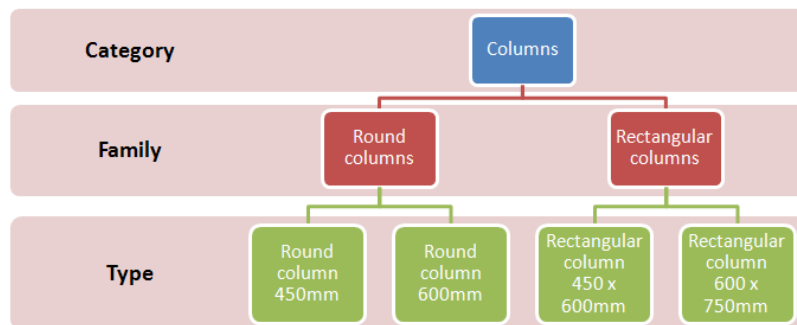 Category
Columns
Family
Round
columns
Rectangular
columns
Type
Round
column
450mm
Round
column
600mm
Rectangular
column
450 x
600mm
Rectangular
column
600 x
750mm